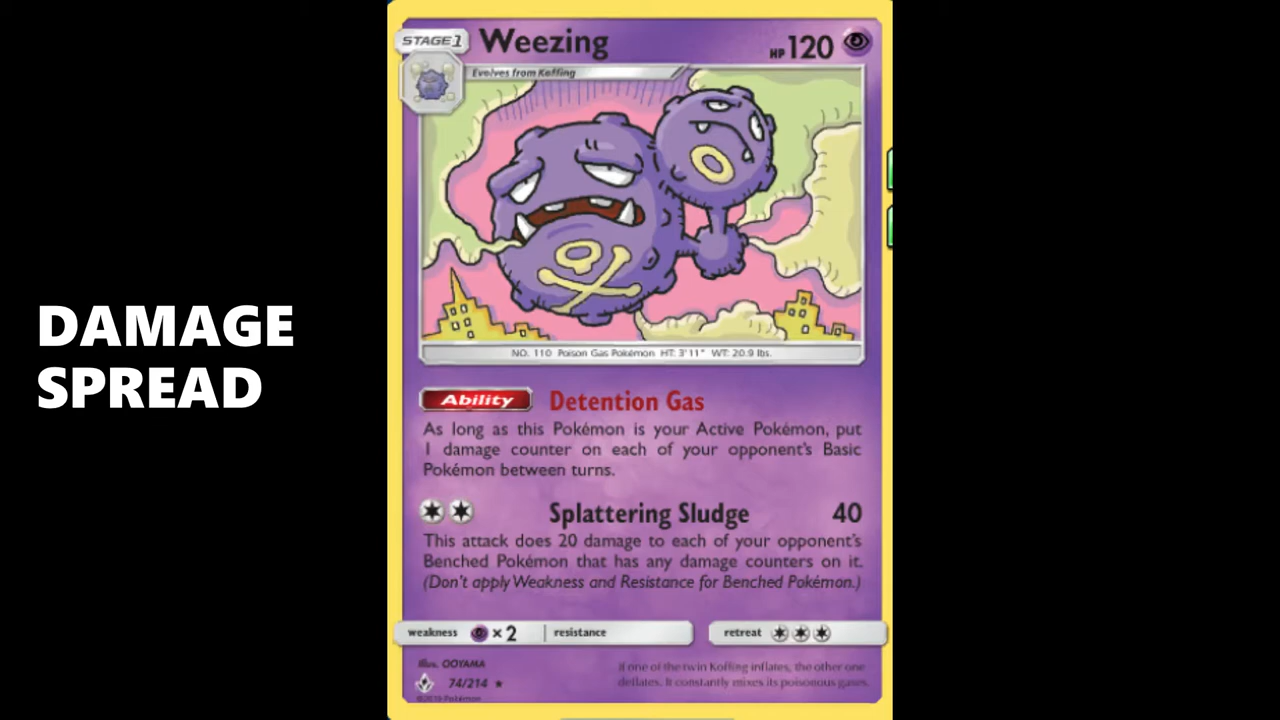 DAMAGE
SPREAD
STAGE1
Weezing
HP120
Evolves from Koffing
NO. 110 Poison Gas Pokémon HT: 3'11" WT: 20.9 lbs.
Ability
Detention Gas
As long as this Pokémon is your Active Pokémon, put
1 damage counter on each of your opponent's Basic
Pokémon between turns.
Splattering Sludge 40
This attack does 20 damage to each of your opponent's
Benched Pokémon that has any damage counters on it.
(Don't apply Weakness and Resistance for Benched Pokémon.)
weakness ×2 resistance retreat
Illus. OOYAMA
74/214
If one of the twin Koffing inflates, the other one
deflates. It constantly mixes its poisonous gases.
©2019 Pokémon